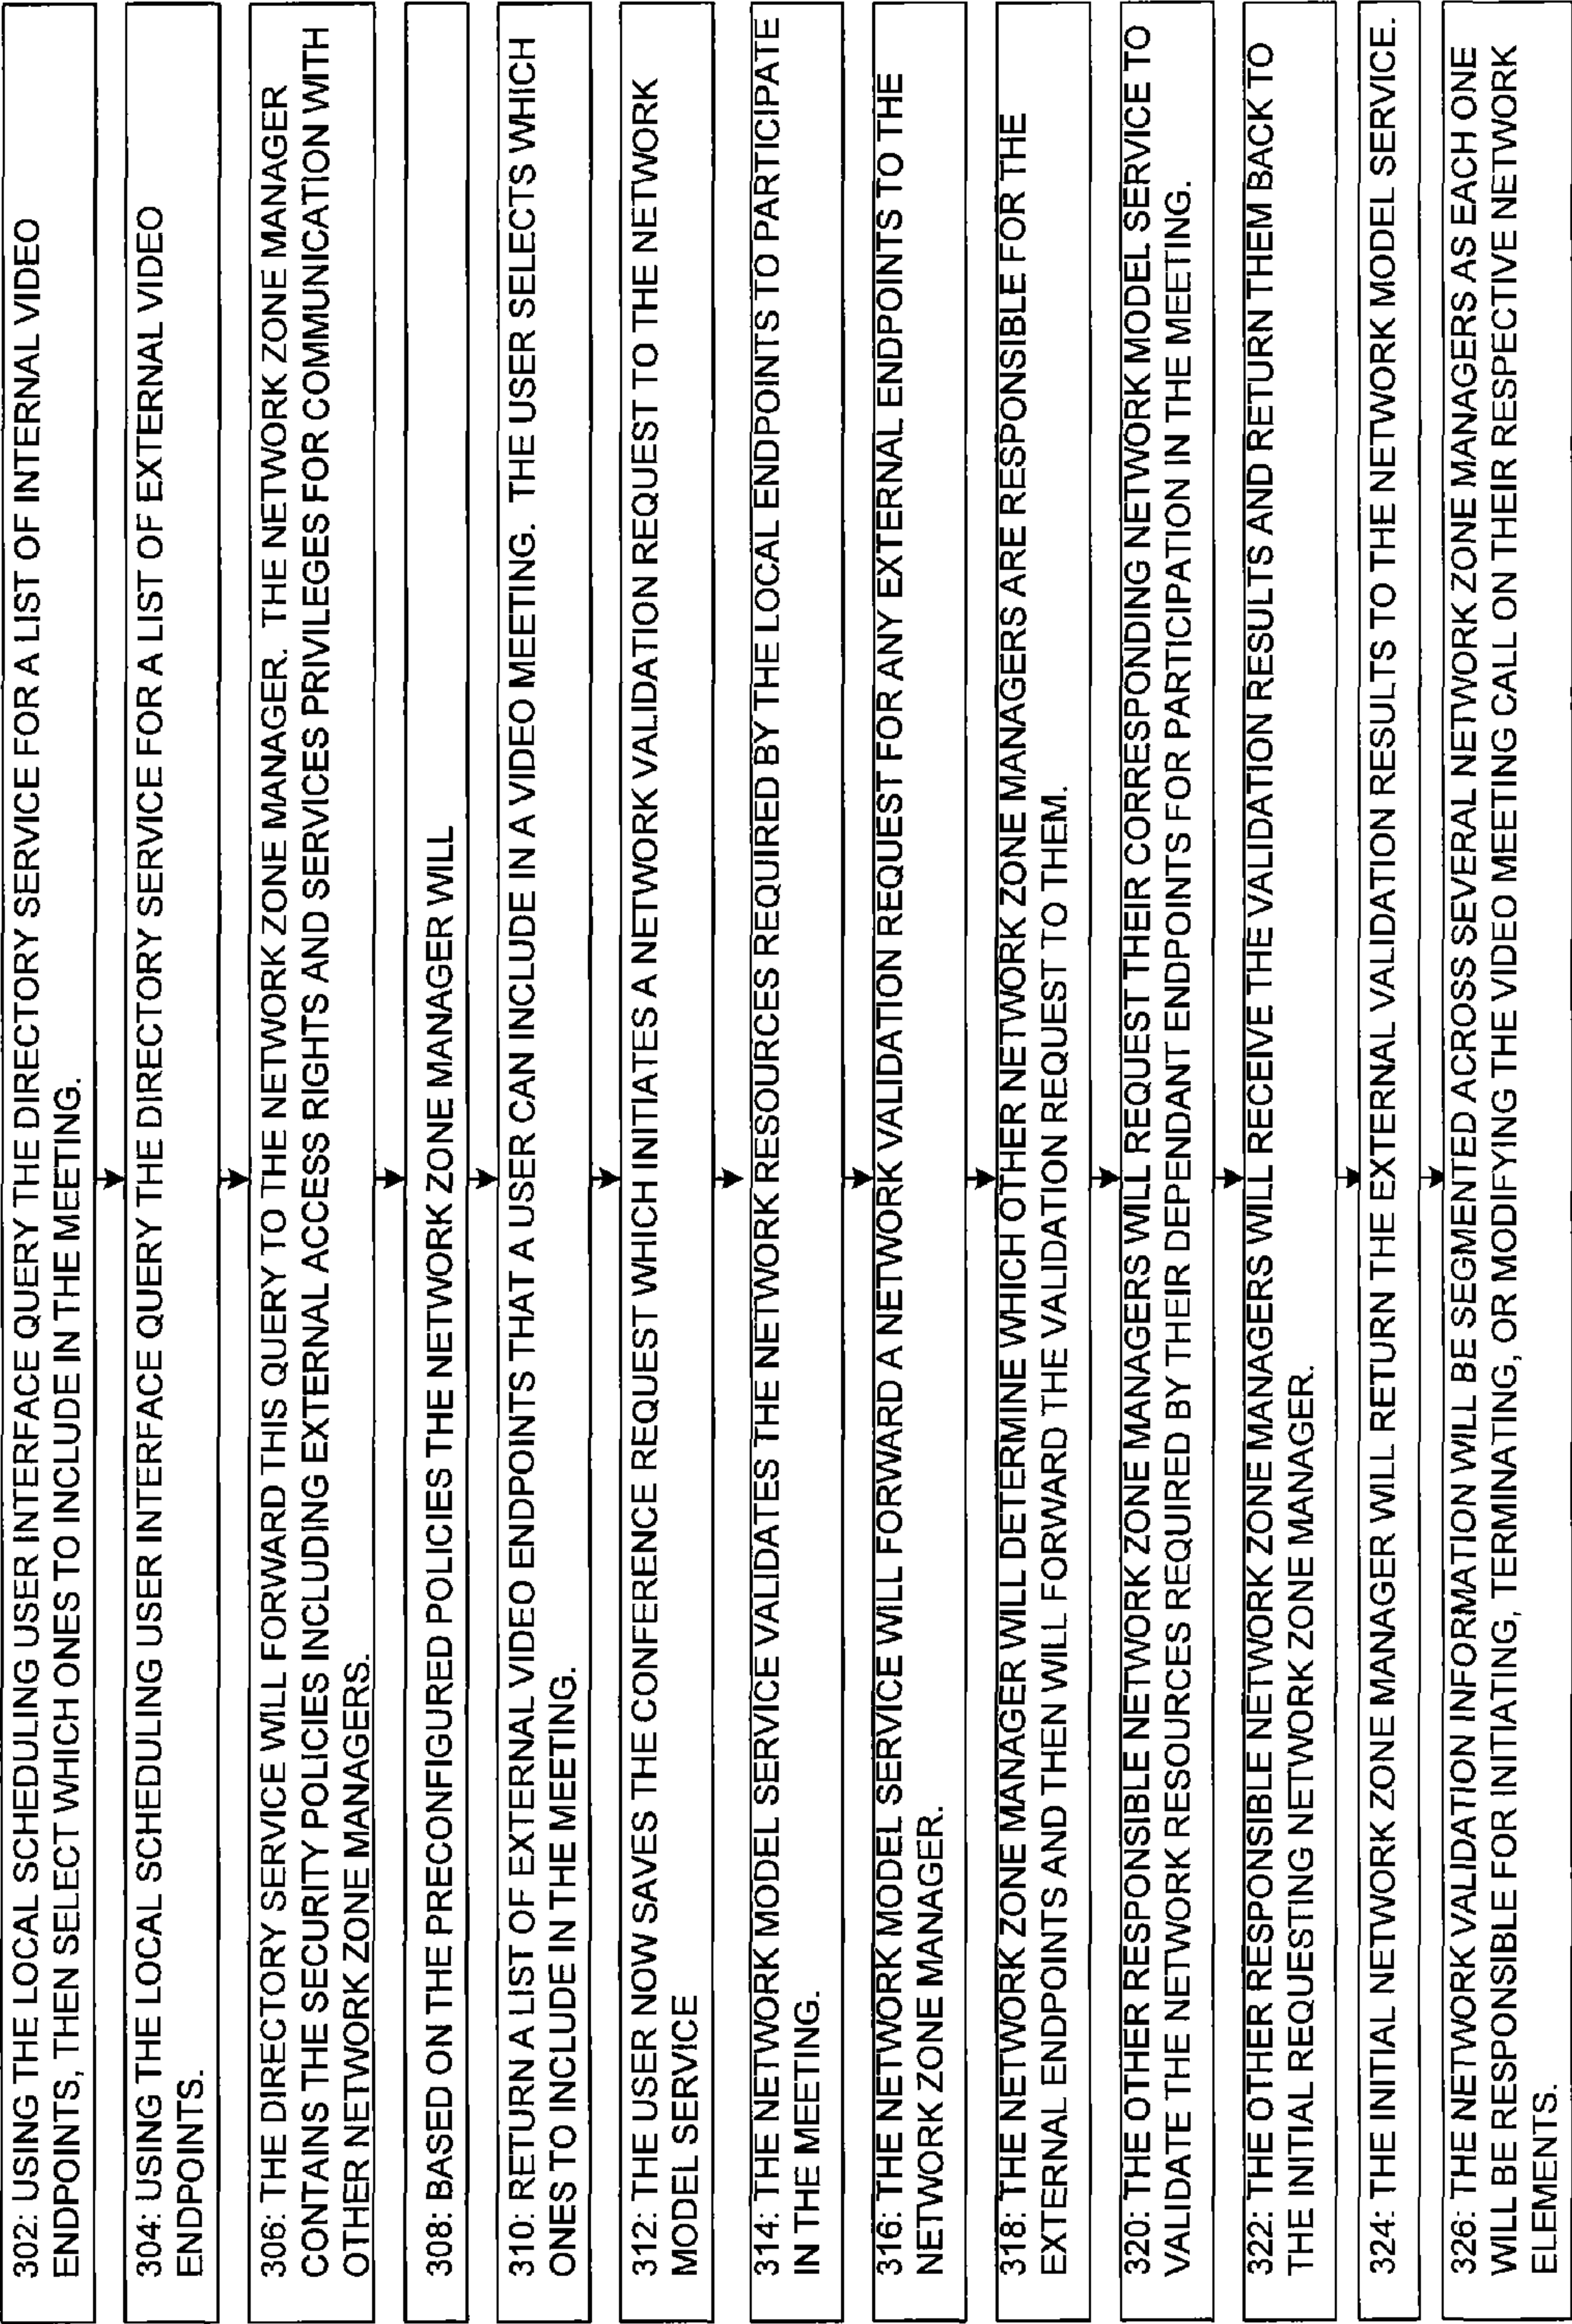 302: USING THE LOCAL SCHEDULING USER INTERFACE QUERY THE DIRECTORY SERVICE FOR A LIST OF INTERNAL VIDEO
ENDPOINTS, THEN SELECT WHICH ONES TO INCLUDE IN THE MEETING.
304: USING THE LOCAL SCHEDULING USER INTERFACE QUERY THE DIRECTORY SERVICE FOR A LIST OF EXTERNAL VIDEO
ENDPOINTS.
306: THE DIRECTORY SERVICE WILL FORWARD THIS QUERY TO THE NETWORK ZONE MANAGER. THE NETWORK ZONE MANAGER
CONTAINS THE SECURITY POLICIES INCLUDING EXTERNAL ACCESS RIGHTS AND SERVICES PRIVILEGES FOR COMMUNICATION WITH
OTHER NETWORK ZONE MANAGERS.
308: BASED ON THE PRECONFIGURED POLICIES THE NETWORK ZONE MANAGER WILL
310: RETURN A LIST OF EXTERNAL VIDEO ENDPOINTS THAT A USER CAN INCLUDE IN A VIDEO MEETING. THE USER SELECTS WHICH
ONES TO INCLUDE IN THE MEETING.
312: THE USER NOW SAVES THE CONFERENCE REQUEST WHICH INITIATES A NETWORK VALIDATION REQUEST TO THE NETWORK
MODEL SERVICE
314: THE NETWORK MODEL SERVICE VALIDATES THE NETWORK RESOURCES REQUIRED BY THE LOCAL ENDPOINTS TO PARTICIPATE
IN THE MEETING.
316: THE NETWORK MODEL SERVICE WILL FORWARD A NETWORK VALIDATION REQUEST FOR ANY EXTERNAL ENDPOINTS TO THE
NETWORK ZONE MANAGER.
318: THE NETWORK ZONE MANAGER WILL DETERMINE WHICH OTHER NETWORK ZONE MANAGERS ARE RESPONSIBLE FOR THE
EXTERNAL ENDPOINTS AND THEN WILL FORWARD THE VALIDATION REQUEST TO THEM.
320: THE OTHER RESPONSIBLE NETWORK ZONE MANAGERS WILL REQUEST THEIR CORRESPONDING NETWORK MODEL SERVICE TO
VALIDATE THE NETWORK RESOURCES REQUIRED BY THEIR DEPENDANT ENDPOINTS FOR PARTICIPATION IN THE MEETING.
322: THE OTHER RESPONSIBLE NETWORK ZONE MANAGERS WILL RECEIVE THE VALIDATION RESULTS AND RETURN THEM BACK TO
THE INITIAL REQUESTING NETWORK ZONE MANAGER.
324: THE INITIAL NETWORK ZONE MANAGER WILL RETURN THE EXTERNAL VALIDATION RESULTS TO THE NETWORK MODEL SERVICE.
326: THE NETWORK VALIDATION INFORMATION WILL BE SEGMENTED ACROSS SEVERAL NETWORK ZONE MANAGERS AS EACH ONE
WILL BE RESPONSIBLE FOR INITIATING, TERMINATING, OR MODIFYING THE VIDEO MEETING CALL ON THEIR RESPECTIVE NETWORK
ELEMENTS.